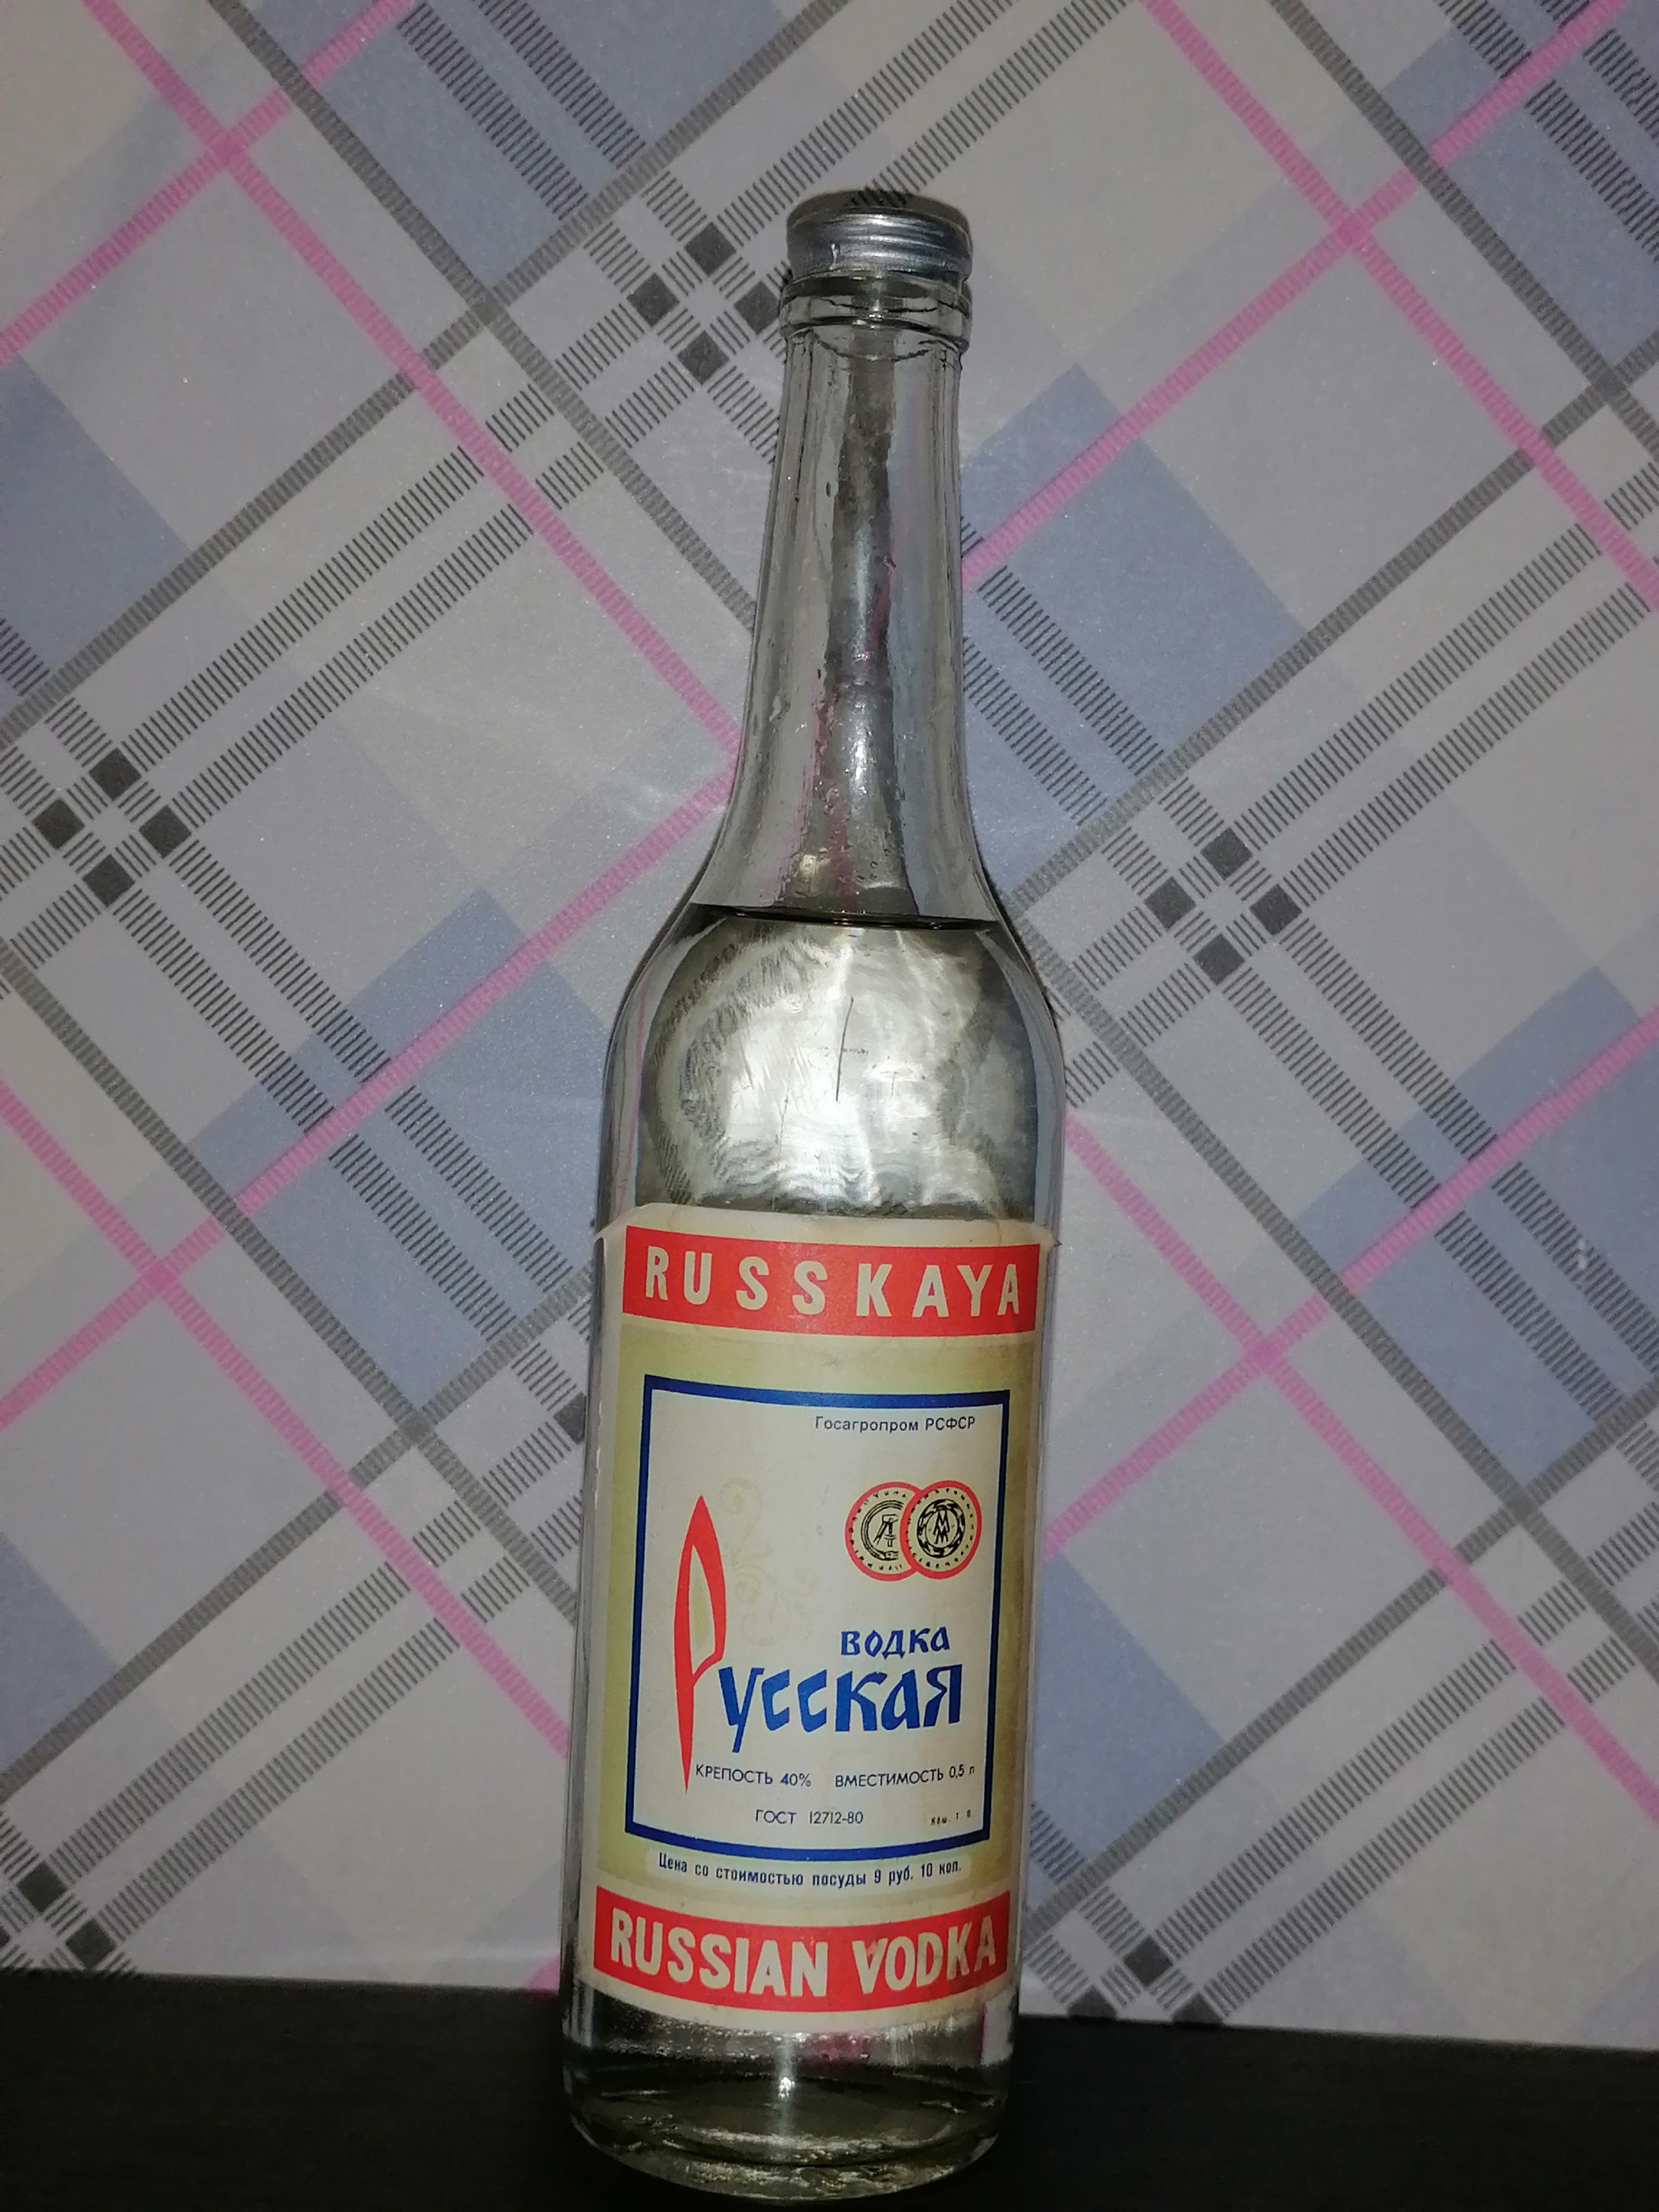 RUSSKAYA
Госагропром РСФСР
водка
Русская
КРЕПОСТЬ 40% ВМЕСТИМОСТЬ 0,5 л
ГОСТ 12712-80
Цена со стоимостью посуды 9 руб. 10 коп.
RUSSIAN VODKA